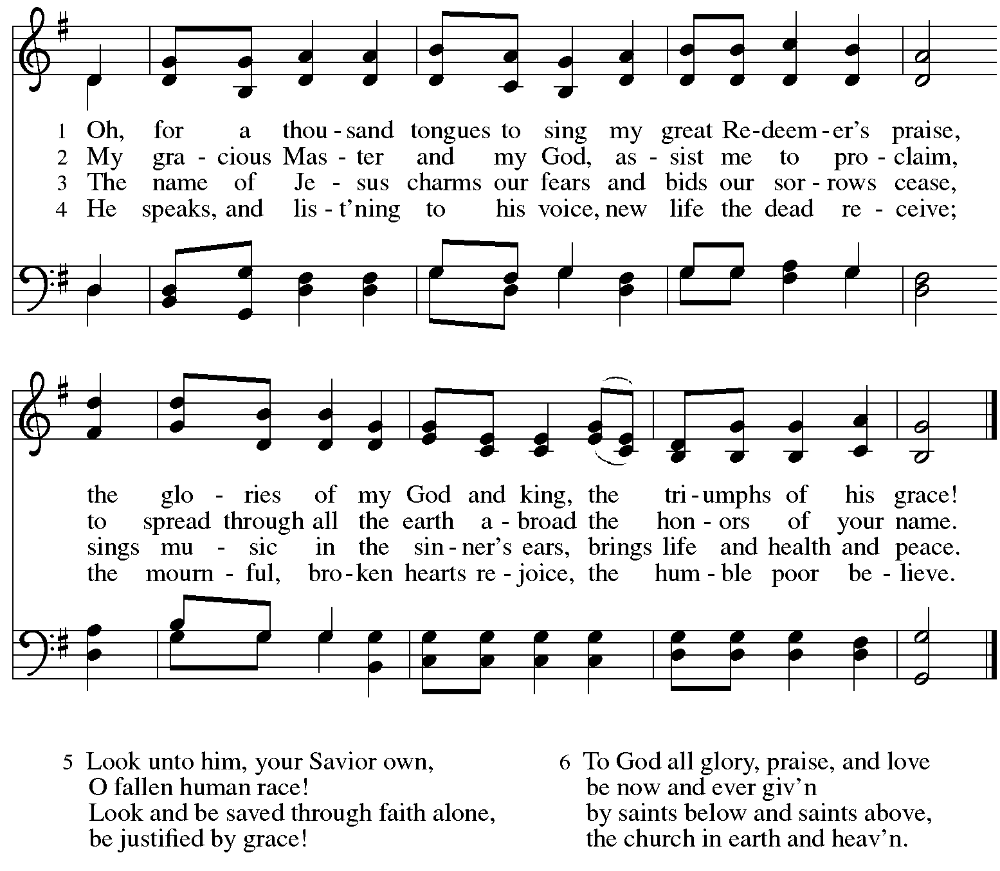 1 Oh, for a thou - sand tongues to sing my great Re-deem-er's praise,
2 My gra - cious Mas - ter and my God, as - sist me to pro - claim,
3 The name of Je - sus charms our fears and bids our sor - rows cease,
4 He speaks, and lis - t'ning to his voice, new life the dead re - ceive;
the glo - ries of my God and king, the tri - umphs of his grace!
to spread through all the earth a - broad the hon - ors of your name.
sings mu - sic in the sin - ner's ears, brings life and health and peace.
the mourn - ful, bro - ken hearts re - joice, the hum - ble poor be - lieve.
5 Look unto him, your Savior own,
O fallen human race!
Look and be saved through faith alone,
be justified by grace!
6 To God all glory, praise, and love
be now and ever giv'n
by saints below and saints above,
the church in earth and heav'n.